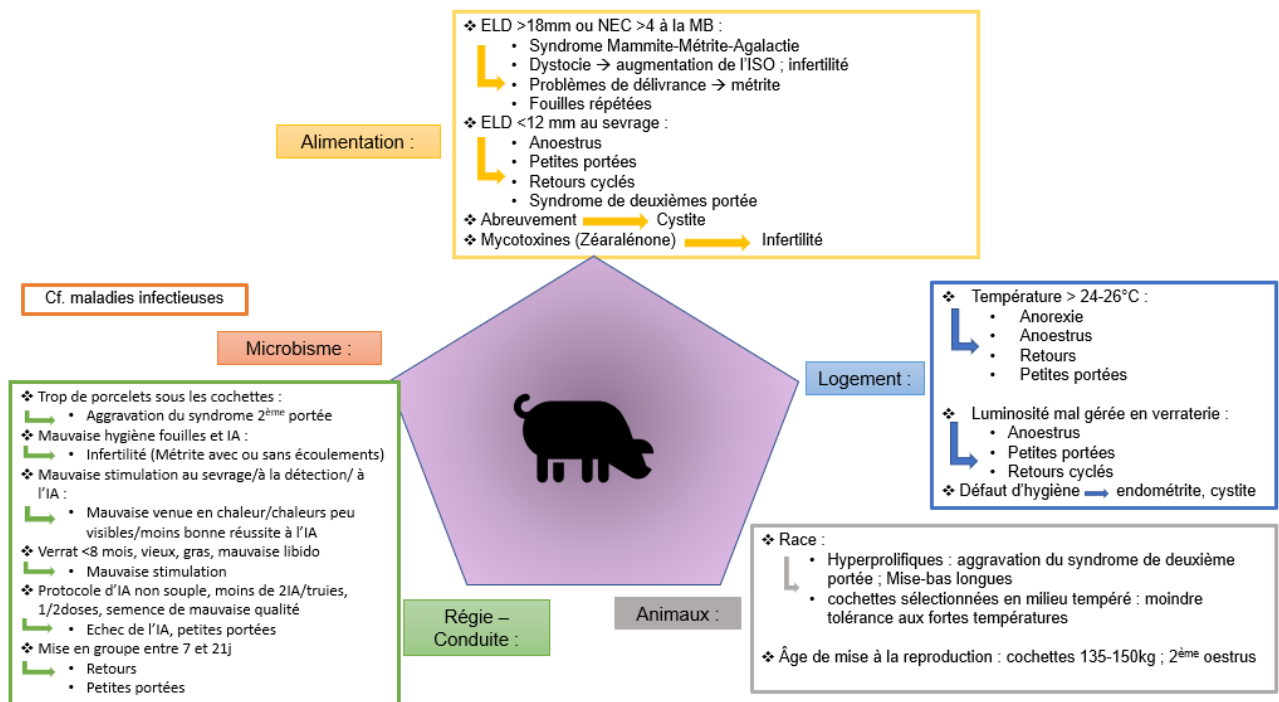 Alimentation :
❖ ELD >18mm ou NEC >4 à la MB :
• Syndrome Mammite-Métrite-Agalactie
• Dystocie → augmentation de l'ISO ; infertilité
• Problèmes de délivrance → métrite
• Fouilles répétées
❖ ELD <12 mm au sevrage :
• Anoestrus
• Petites portées
• Retours cyclés
• Syndrome de deuxièmes portée
❖ Abreuvement Cystite
❖ Mycotoxines (Zéaralénone) Infertilité
Cf. maladies infectieuses
Microbisme :
Logement :
❖ Température > 24-26°C :
• Anorexie
• Anoestrus
• Retours
• Petites portées
❖ Luminosité mal gérée en verraterie :
• Anoestrus
• Petites portées
• Retours cyclés
❖ Défaut d'hygiène endométrite, cystite
❖ Trop de porcelets sous les cochettes :
• Aggravation du syndrome 2ème portée
❖ Mauvaise hygiène fouilles et IA :
• Infertilité (Métrite avec ou sans écoulements)
❖ Mauvaise stimulation au sevrage/à la détection/ à
l'IA :
• Mauvaise venue en chaleur/chaleurs peu
visibles/moins bonne réussite à l'IA
❖ Verrat <8 mois, vieux, gras, mauvaise libido
• Mauvaise stimulation
❖ Protocole d'IA non souple, moins de 2IA/truies,
1/2doses, semence de mauvaise qualité
• Echec de l'IA, petites portées
❖ Mise en groupe entre 7 et 21j
• Retours
• Petites portées
Régie –
Conduite :
Animaux :
❖ Race :
• Hyperprolifiques : aggravation du syndrome de deuxième
portée ; Mise-bas longues
• cochettes sélectionnées en milieu tempéré : moindre
tolérance aux fortes températures
❖ Âge de mise à la reproduction : cochettes 135-150kg ; 2ème oestrus